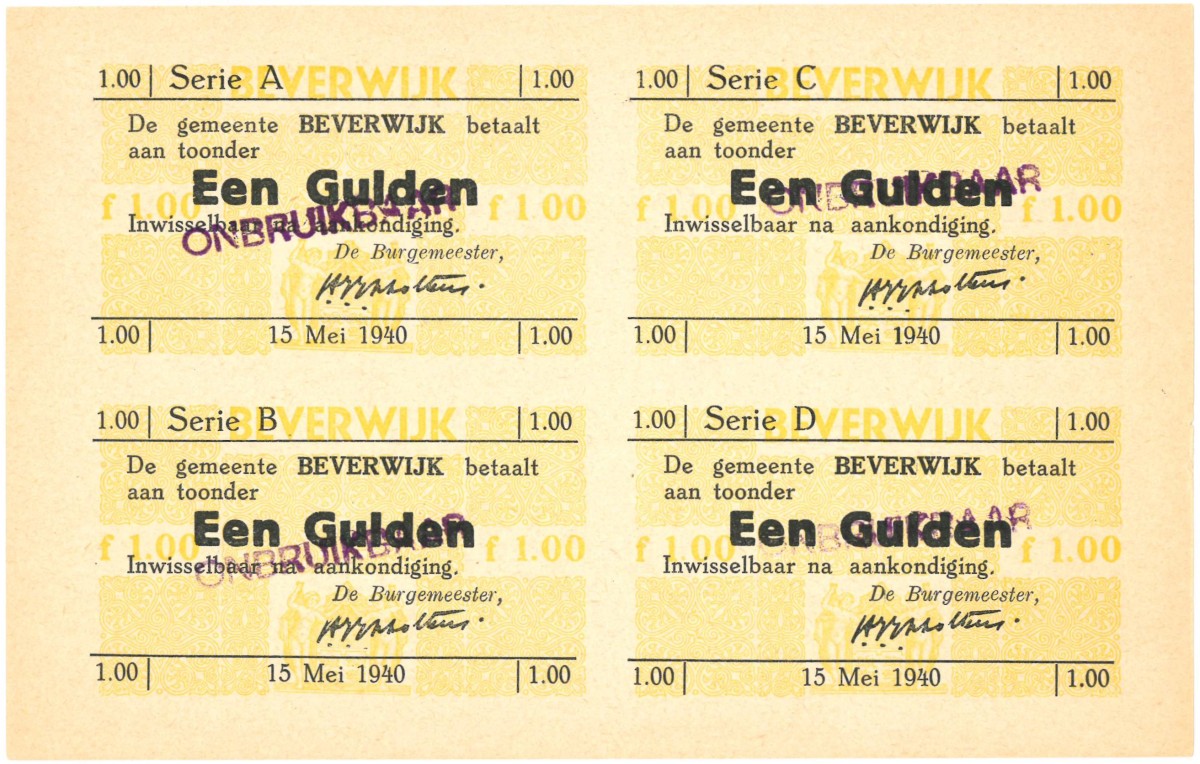 BEVERWIJK
1.00 Serie A 1.00
De gemeente BEVERWIJK betaalt
aan toonder
Een Gulden
f 1.00 f 1.00
ONBRUIKBAAR
Inwisselbaar na aankondiging.
De Burgemeester,
1.00 15 Mei 1940 1.00
BEVERWIJK
1.00 Serie C 1.00
De gemeente BEVERWIJK betaalt
aan toonder
Een Gulden
f 1.00 f 1.00
ONBRUIKBAAR
Inwisselbaar na aankondiging.
De Burgemeester,
1.00 15 Mei 1940 1.00
BEVERWIJK
1.00 Serie B 1.00
De gemeente BEVERWIJK betaalt
aan toonder
Een Gulden
f 1.00 f 1.00
ONBRUIKBAAR
Inwisselbaar na aankondiging.
De Burgemeester,
1.00 15 Mei 1940 1.00
BEVERWIJK
1.00 Serie D 1.00
De gemeente BEVERWIJK betaalt
aan toonder
Een Gulden
f 1.00 f 1.00
ONBRUIKBAAR
Inwisselbaar na aankondiging.
De Burgemeester,
1.00 15 Mei 1940 1.00